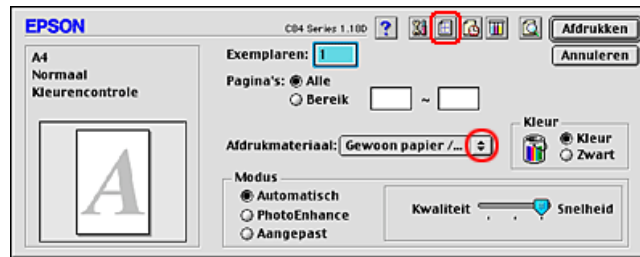 EPSON
C84 Series 1.10D
?
Afdrukken
A4
Normaal
Kleurencontrole
Exemplaren: 1
Annuleren
Pagina's: Alle
Bereik ~
Afdrukmateriaal: Gewoon papier /...
Kleur
Kleur
Zwart
Modus
Automatisch
PhotoEnhance
Aangepast
Kwaliteit Snelheid
A